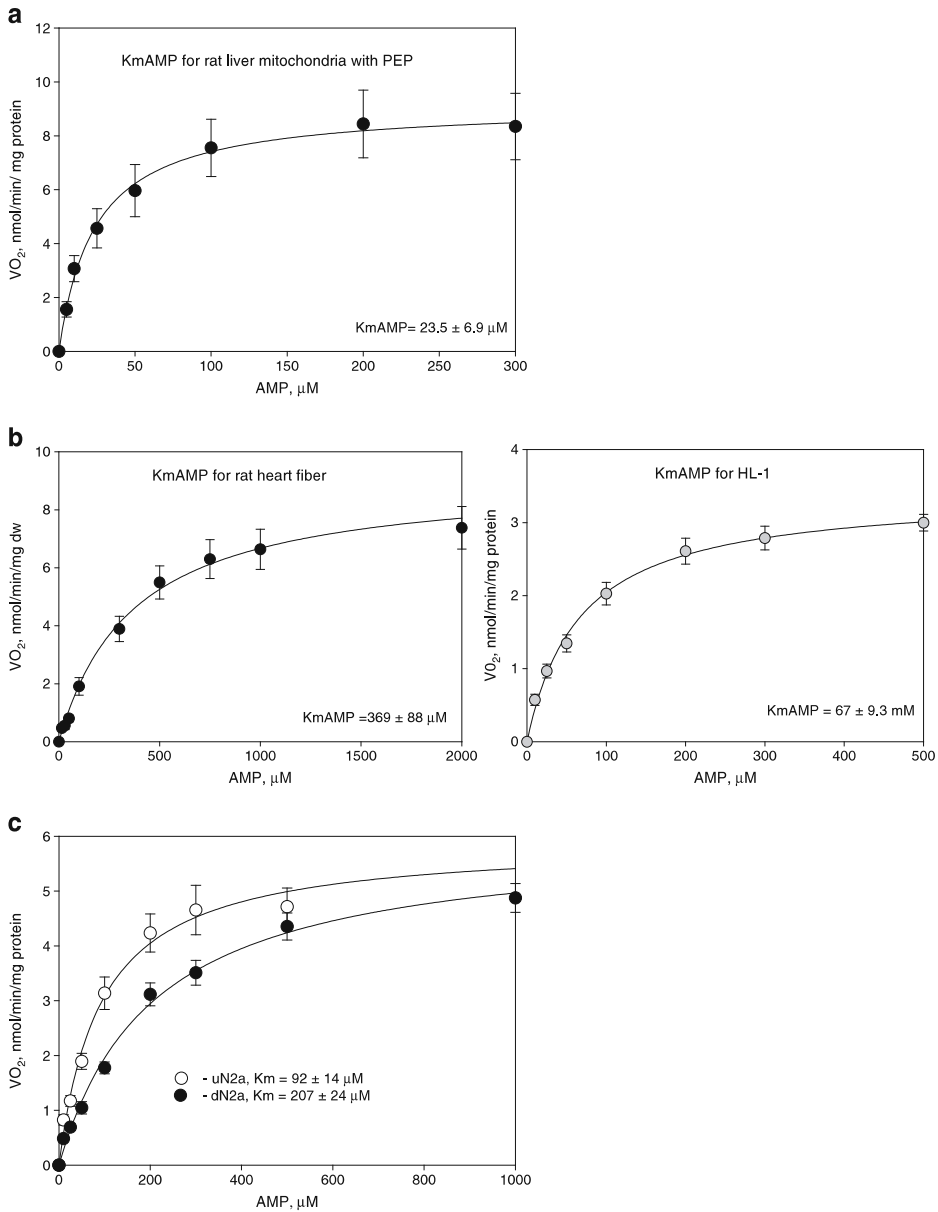 a
12
10
8
6
4
2
0
VO₂, nmol/min/ mg protein
KmAMP for rat liver mitochondria with PEP
KmAMP= 23.5 ± 6.9 μM
0 50 100 150 200 250 300
AMP, μM
b
10
8
6
4
2
0
VO₂, nmol/min/mg dw
KmAMP for rat heart fiber
KmAMP =369 ± 88 μM
0 500 1000 1500 2000
AMP, μM
4
3
2
1
0
V0₂, nmol/min/mg protein
KmAMP for HL-1
KmAMP = 67 ± 9.3 mM
0 100 200 300 400 500
AMP, μM
c
6
5
4
3
2
1
0
VO₂, nmol/min/mg protein
- uN2a, Km = 92 ± 14 μM
- dN2a, Km = 207 ± 24 μM
0 200 400 600 800 1000
AMP, μM